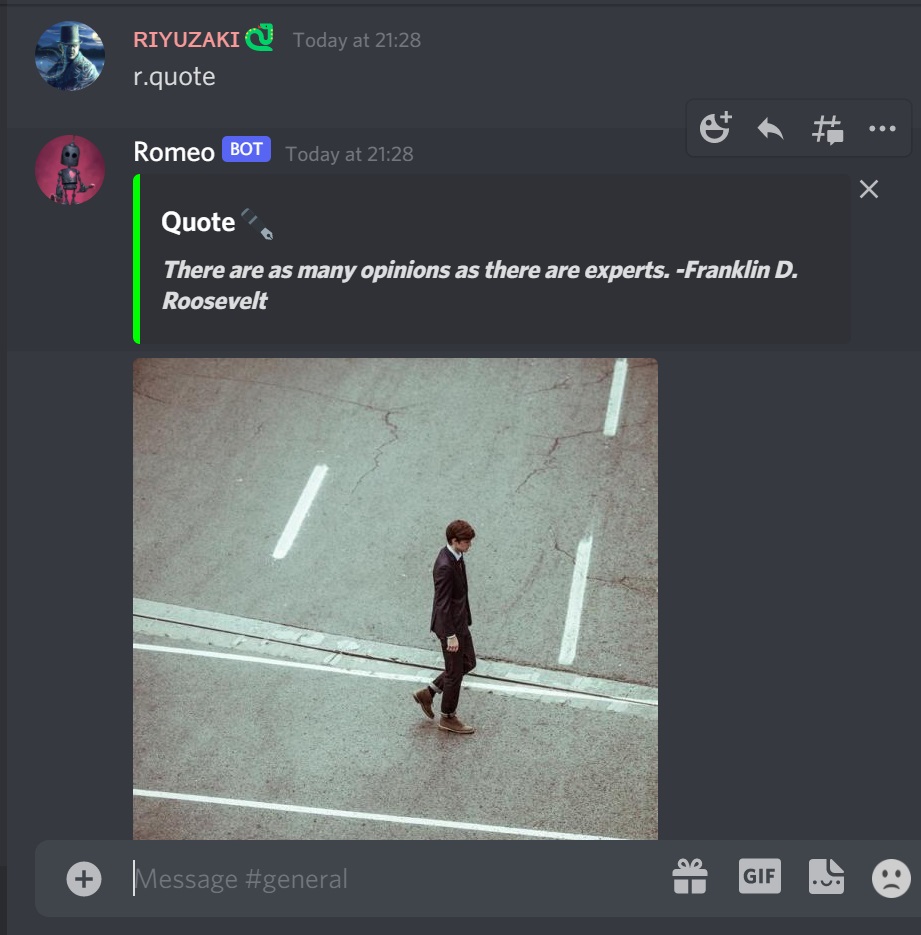 RIYUZAKI Today at 21:28
r.quote
Romeo BOT Today at 21:28
Quote
There are as many opinions as there are experts. -Franklin D.
Roosevelt
Message #general
GIF